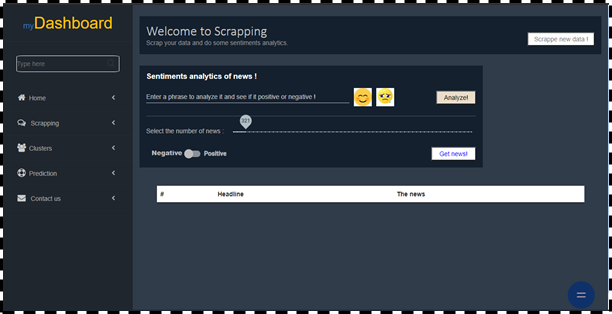 myDashboard
Type here
Home
Scrapping
Clusters
Prediction
Contact us
Welcome to Scrapping
Scrap your data and do some sentiments analytics.
Scrappe new data !
Sentiments analytics of news !
Enter a phrase to analyze it and see if it positive or negative !
Analyze!
Select the number of news :
321
Negative Positive
Get news!
# Headline The news